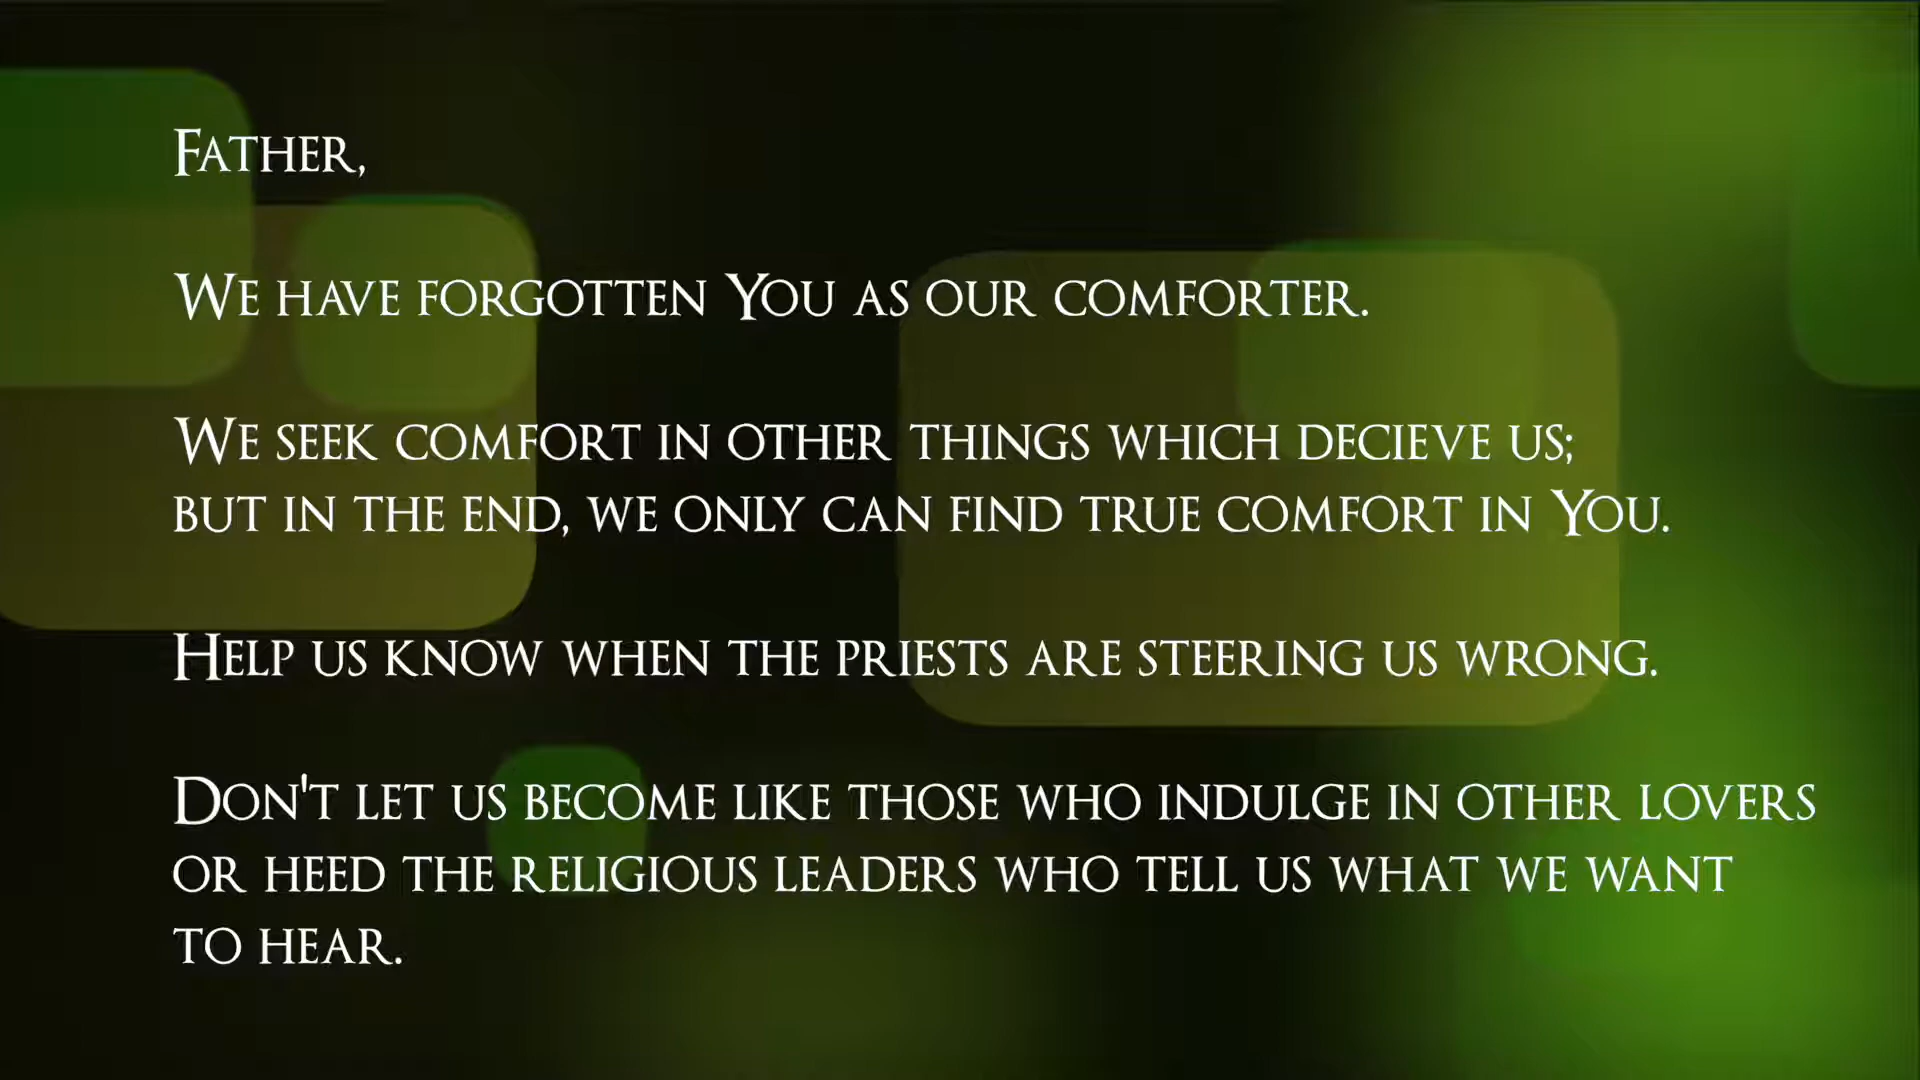 Father,
We have forgotten You as our comforter.
We seek comfort in other things which decieve us;
but in the end, we only can find true comfort in You.
Help us know when the priests are steering us wrong.
Don't let us become like those who indulge in other lovers
or heed the religious leaders who tell us what we want
to hear.